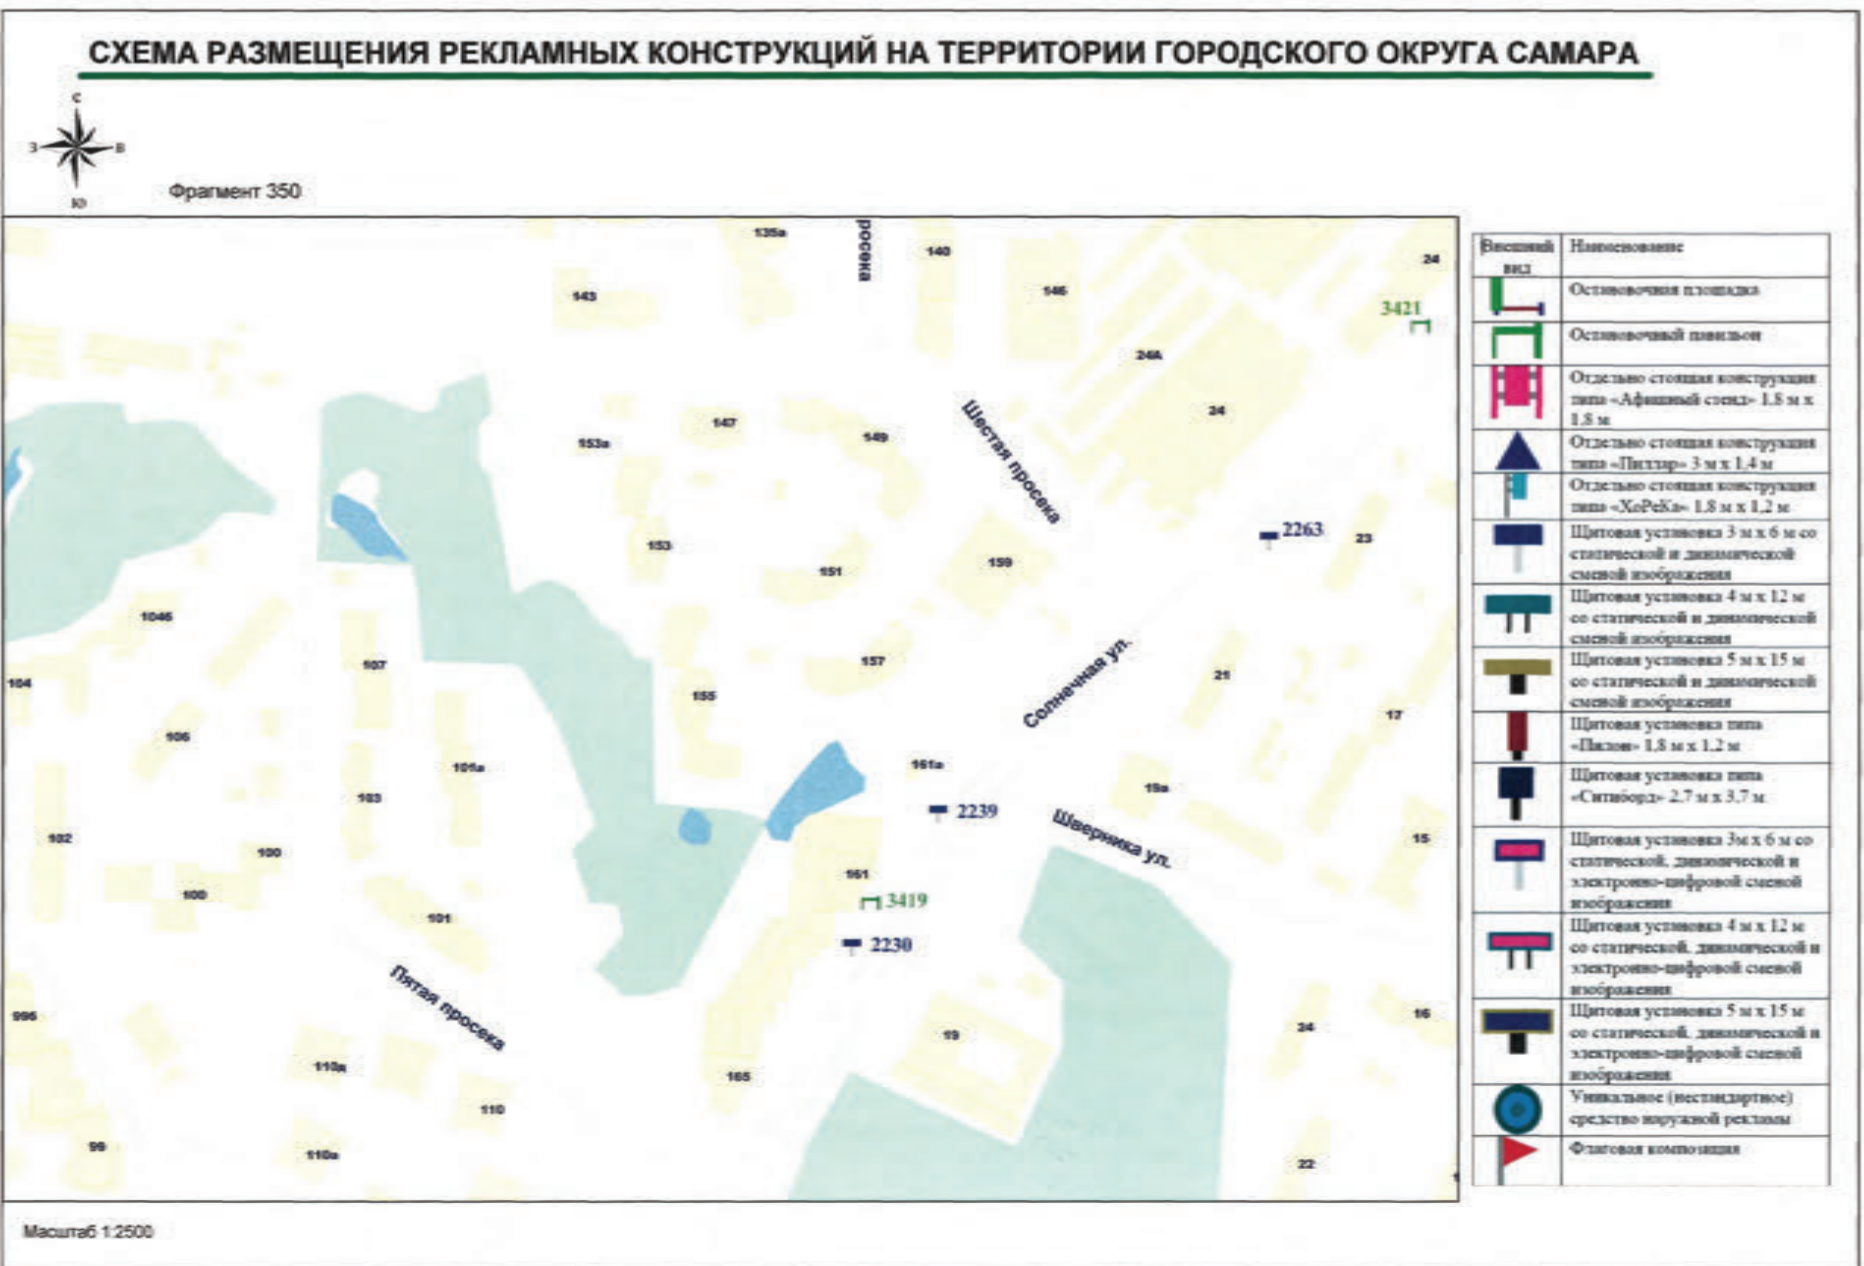 СХЕМА РАЗМЕЩЕНИЯ РЕКЛАМНЫХ КОНСТРУКЦИЙ НА ТЕРРИТОРИИ ГОРОДСКОГО ОКРУГА САМАРА
С
З
В
Ю
Фрагмент 350
135а
росека
140
24
143
146
3421
24А
24
147
149
153а
Шестая просека
153
151
159
2263
23
104б
107
157
104
155
Солнечная ул.
21
17
106
101а
161а
15а
103
2239
102
100
Шверника ул.
15
100
161
3419
101
2230
Пятая просека
99б
19
24
16
110д
165
110
99
110а
22
Внешний вид
Наименование
Остановочная площадка
Остановочный павильон
Отдельно стоящая конструкция
типа «Афишный стенд» 1,8 м х
1,8 м
Отдельно стоящая конструкция
типа «Пиллар» 3 м х 1,4 м
Отдельно стоящая конструкция
типа «ХоРеКа» 1,8 м х 1,2 м
Щитовая установка 3 м х 6 м со
статической и динамической
сменой изображения
Щитовая установка 4 м х 12 м
со статической и динамической
сменой изображения
Щитовая установка 5 м х 15 м
со статической и динамической
сменой изображения
Щитовая установка типа
«Пилон» 1,8 м х 1,2 м
Щитовая установка типа
«Ситиборд» 2,7 м х 3,7 м
Щитовая установка 3м х 6 м со
статической, динамической и
электронно-цифровой сменой
изображения
Щитовая установка 4 м х 12 м
со статической, динамической и
электронно-цифровой сменой
изображения
Щитовая установка 5 м х 15 м
со статической, динамической и
электронно-цифровой сменой
изображения
Уникальное (нестандартное)
средство наружной рекламы
Флаговая композиция
Масштаб 1:2500